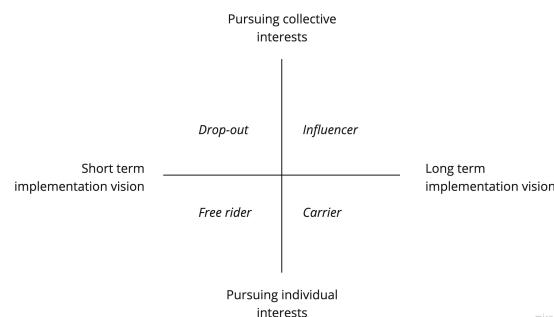 Pursuing collective
interests
Drop-out
Influencer
Short term
implementation vision
Long term
implementation vision
Free rider
Carrier
Pursuing individual
interests